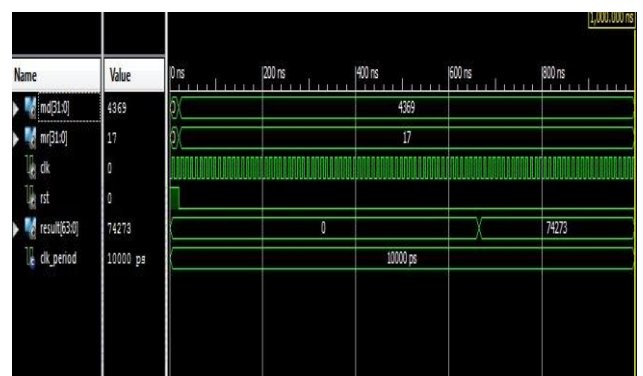 1,000.000 ns
Name Value 0 ns 200 ns 400 ns 600 ns 800 ns
md[31:0] 4369 0 4369
mr[31:0] 17 0 17
clk 0
rst 0
result[63:0] 74273 0 74273
clk_period 10000 ps 10000 ps